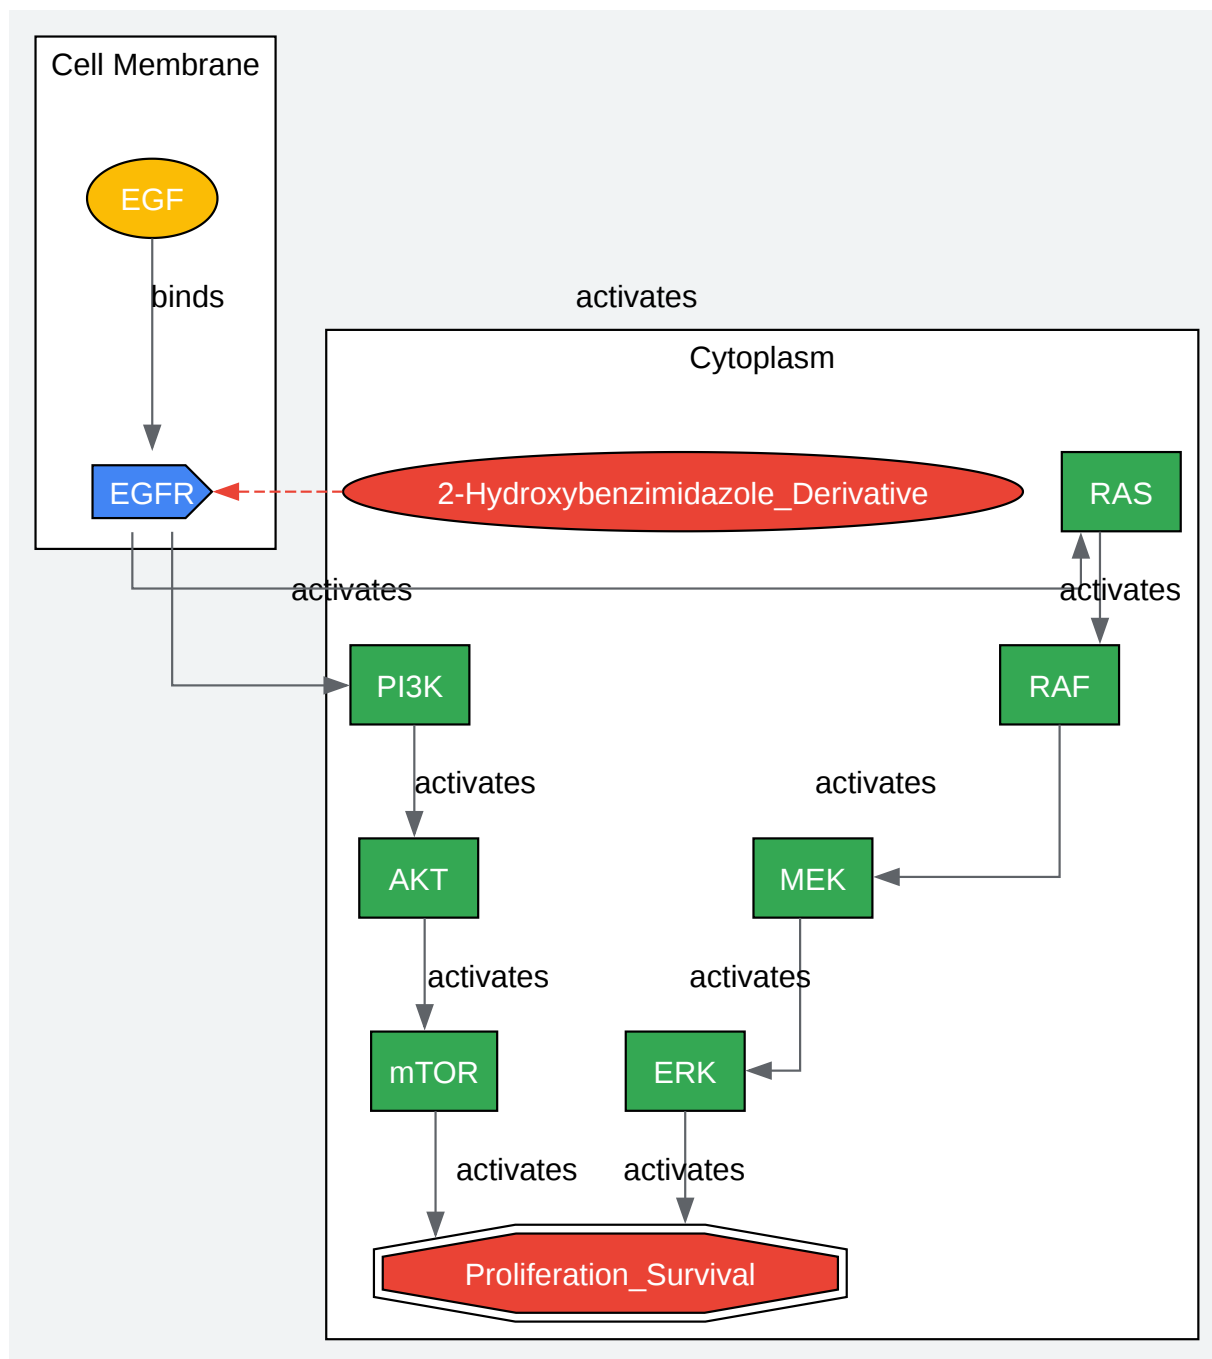 Cell Membrane
EGF
binds
activates
Cytoplasm
EGFR
2-Hydroxybenzimidazole_Derivative
RAS
activates
activates
PI3K
RAF
activates
activates
AKT
MEK
activates
activates
mTOR
ERK
activates
activates
Proliferation_Survival